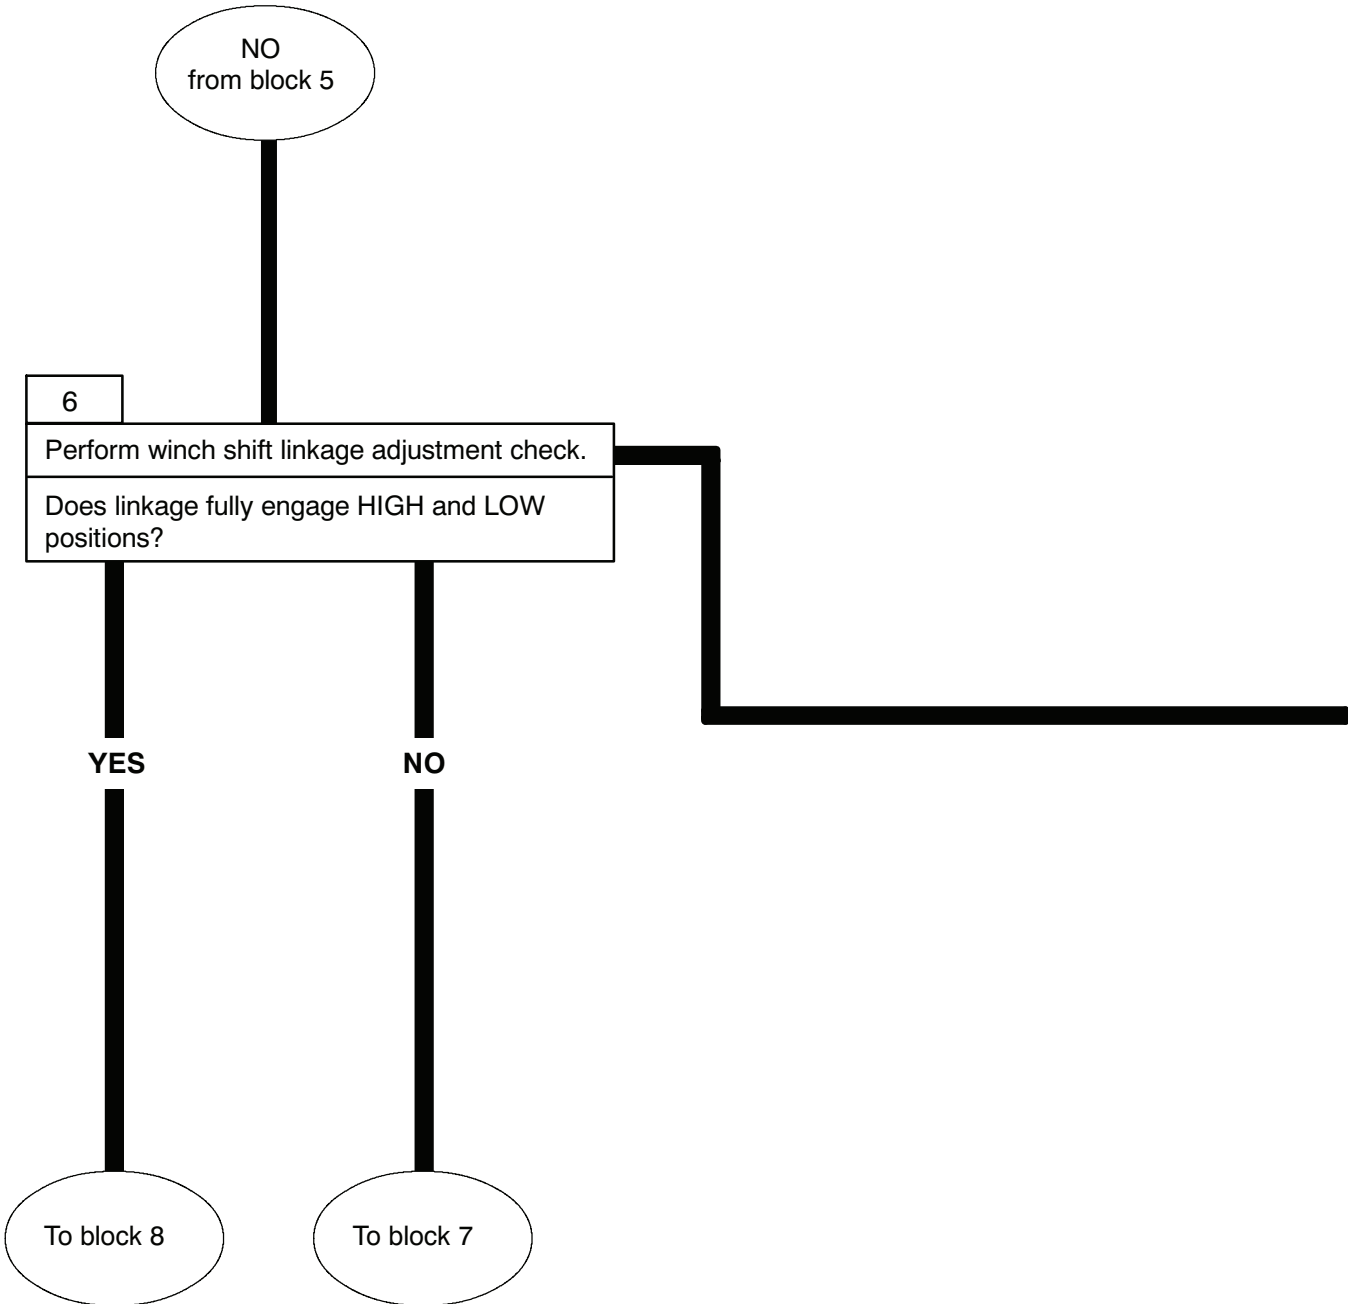 NO
from block 5
6
Perform winch shift linkage adjustment check.
Does linkage fully engage HIGH and LOW
positions?
YES
NO
To block 8
To block 7